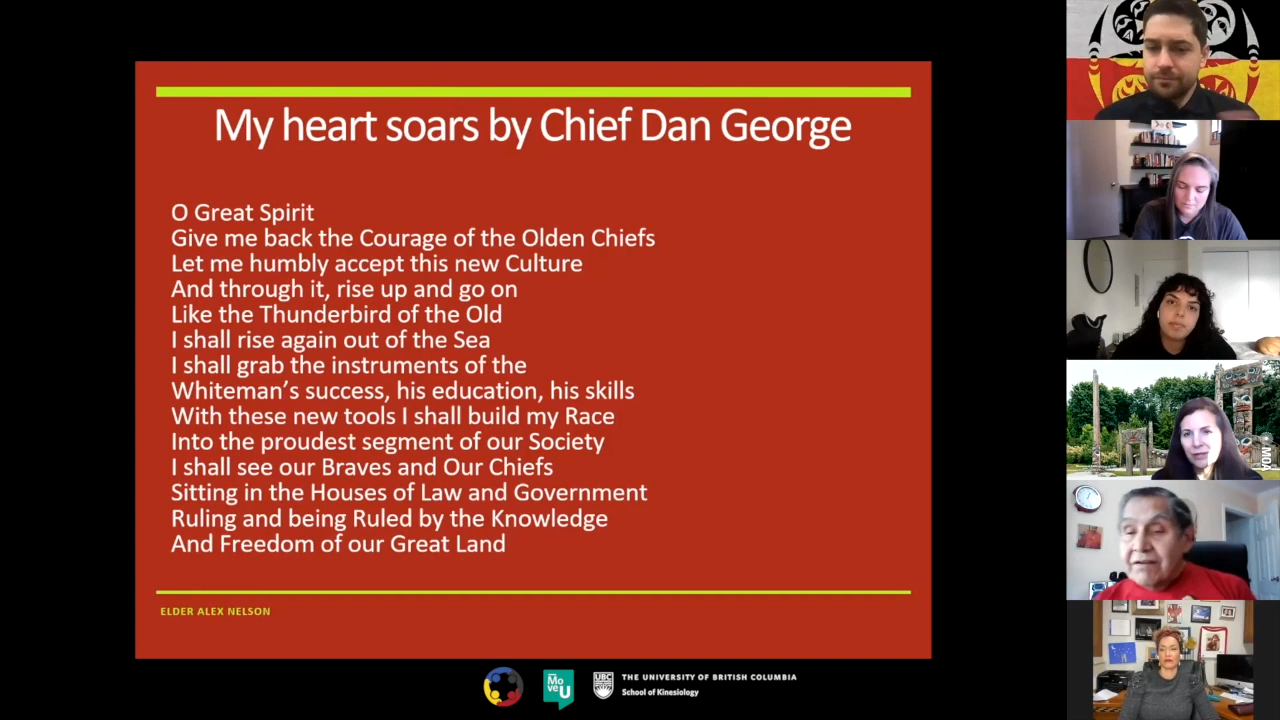 My heart soars by Chief Dan George
O Great Spirit
Give me back the Courage of the Olden Chiefs
Let me humbly accept this new Culture
And through it, rise up and go on
Like the Thunderbird of the Old
I shall rise again out of the Sea
I shall grab the instruments of the
Whiteman’s success, his education, his skills
With these new tools I shall build my Race
Into the proudest segment of our Society
I shall see our Braves and Our Chiefs
Sitting in the Houses of Law and Government
Ruling and being Ruled by the Knowledge
And Freedom of our Great Land
ELDER ALEX NELSON
Mo
ve U
UBC
THE UNIVERSITY OF BRITISH COLUMBIA
School of Kinesiology
MOA